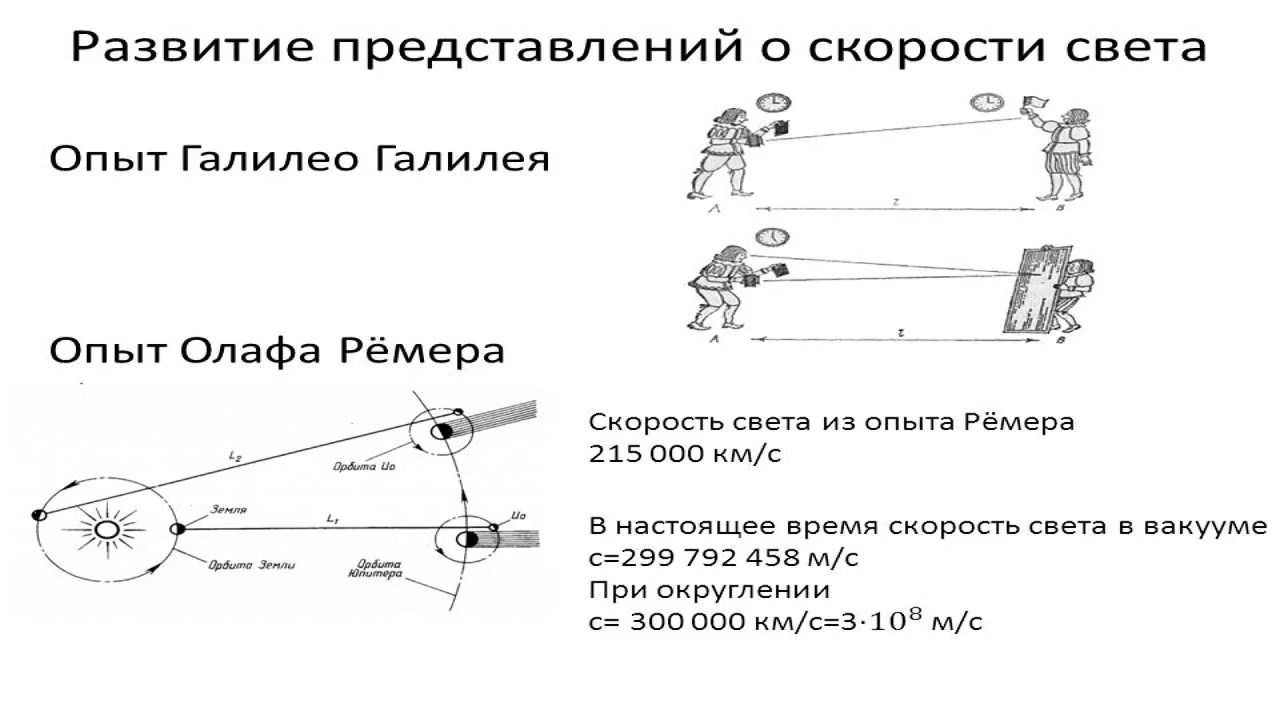 Развитие представлений о скорости света
Опыт Галилео Галилея
A
τ
B
A
τ
B
Опыт Олафа Рёмера
L₂
Орбита Ио
Земля
L₁
Ио
Орбита Земли
Орбита
Юпитера
Скорость света из опыта Рёмера
215 000 км/с
В настоящее время скорость света в вакууме
с=299 792 458 м/с
При округлении
с= 300 000 км/с=3·10⁸ м/с